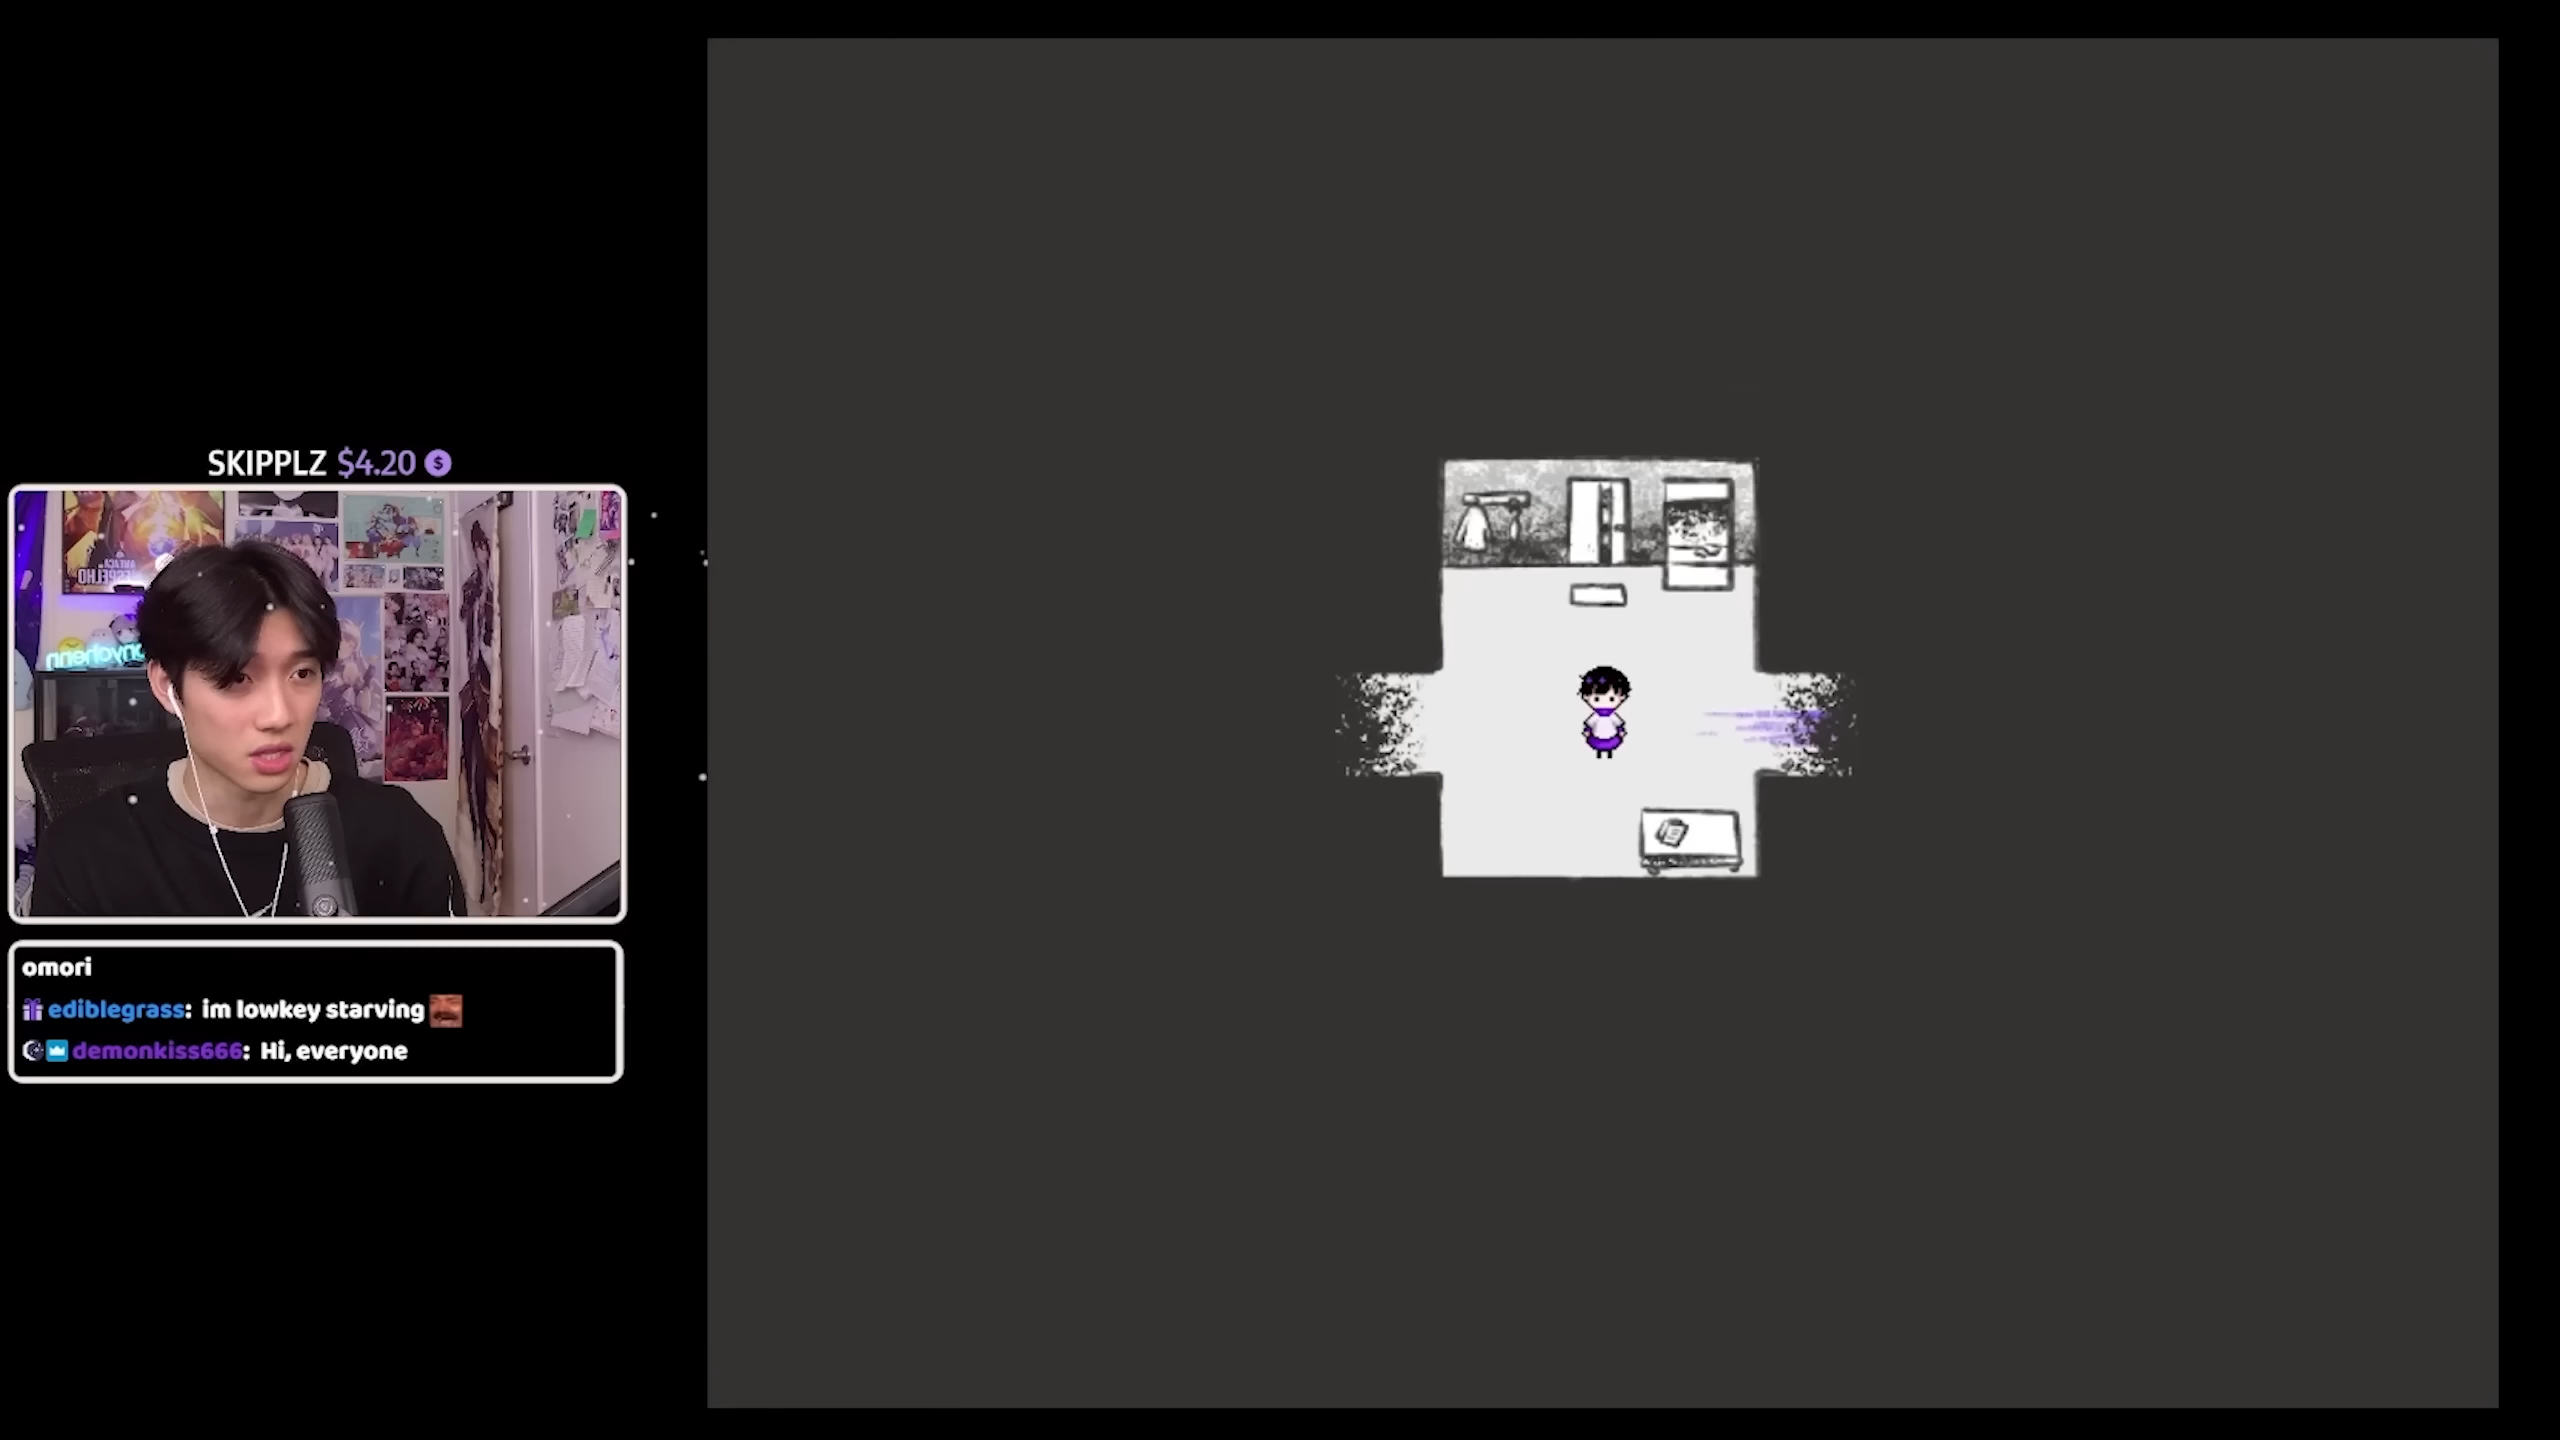 SKIPPLZ $4.20
omori
ediblegrass: im lowkey starving
demonkiss666: Hi, everyone